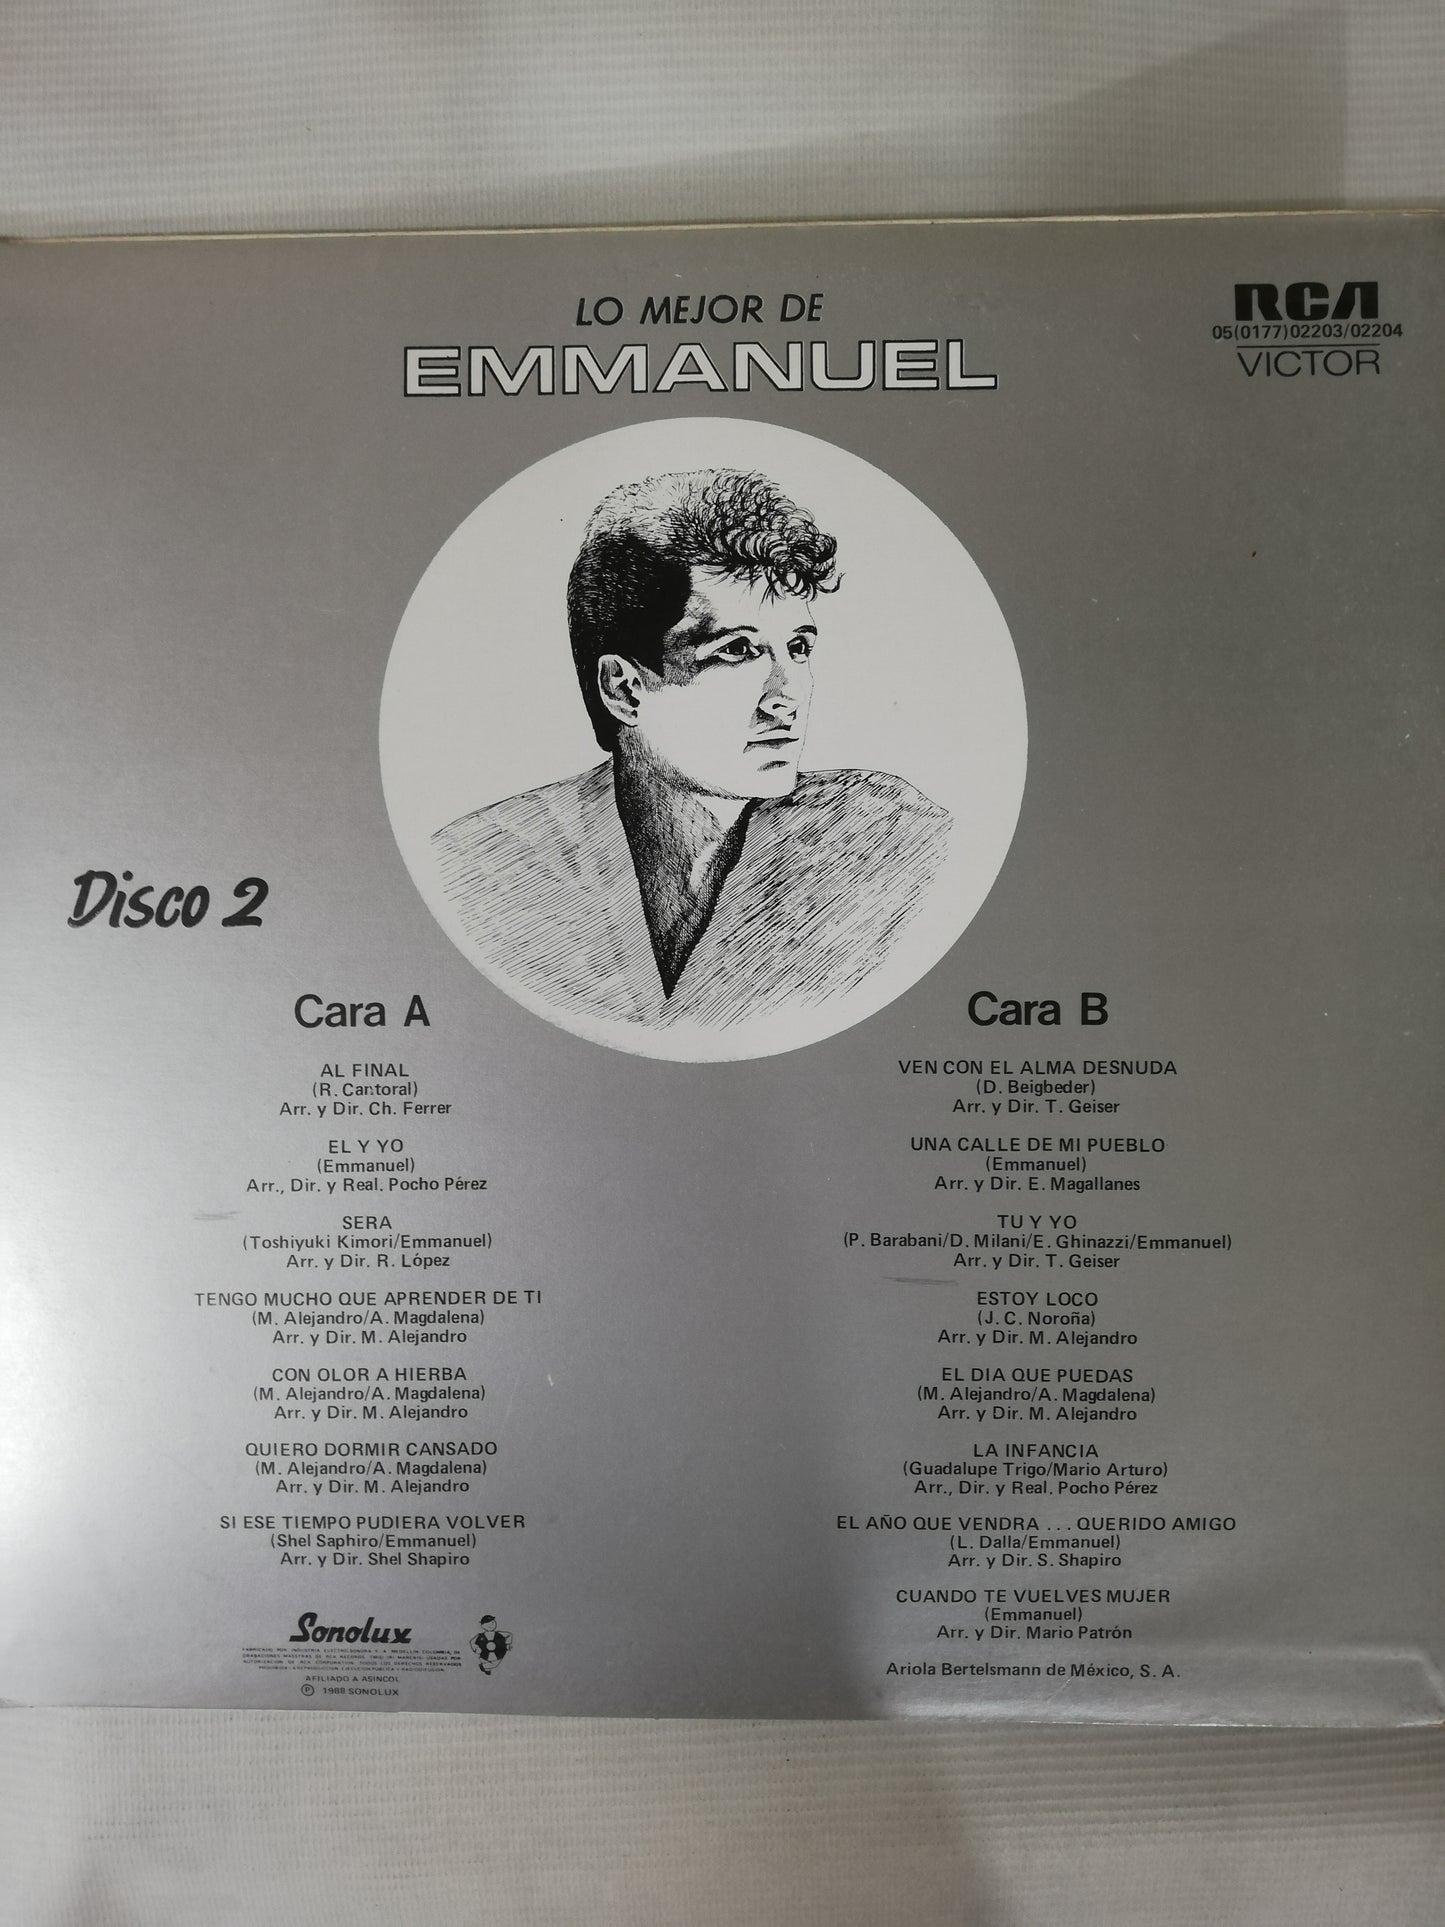 LO MEJOR DE
EMMANUEL
RCA
05(0177)02203/02204
VICTOR
Disco 2
Cara A
AL FINAL
(R. Cantoral)
Arr. y Dir. Ch. Ferrer
EL Y YO
(Emmanuel)
Arr., Dir. y Real. Pocho Pérez
SERA
(Toshiyuki Kimori/Emmanuel)
Arr. y Dir. R. López
TENGO MUCHO QUE APRENDER DE TI
(M. Alejandro/A. Magdalena)
Arr. y Dir. M. Alejandro
CON OLOR A HIERBA
(M. Alejandro/A. Magdalena)
Arr. y Dir. M. Alejandro
QUIERO DORMIR CANSADO
(M. Alejandro/A. Magdalena)
Arr. y Dir. M. Alejandro
SI ESE TIEMPO PUDIERA VOLVER
(Shel Saphiro/Emmanuel)
Arr. y Dir. Shel Shapiro
Sonolux
AFILIADO A ASINCOL
Ⓟ 1988 SONOLUX
Cara B
VEN CON EL ALMA DESNUDA
(D. Beigbeder)
Arr. y Dir. T. Geiser
UNA CALLE DE MI PUEBLO
(Emmanuel)
Arr. y Dir. E. Magallanes
TU Y YO
(P. Barabani/D. Milani/E. Ghinazzi/Emmanuel)
Arr. y Dir. T. Geiser
ESTOY LOCO
(J. C. Noroña)
Arr. y Dir. M. Alejandro
EL DIA QUE PUEDAS
(M. Alejandro/A. Magdalena)
Arr. y Dir. M. Alejandro
LA INFANCIA
(Guadalupe Trigo/Mario Arturo)
Arr., Dir. y Real. Pocho Pérez
EL AÑO QUE VENDRA ... QUERIDO AMIGO
(L. Dalla/Emmanuel)
Arr. y Dir. S. Shapiro
CUANDO TE VUELVES MUJER
(Emmanuel)
Arr. y Dir. Mario Patrón
Ariola Bertelsmann de México, S. A.